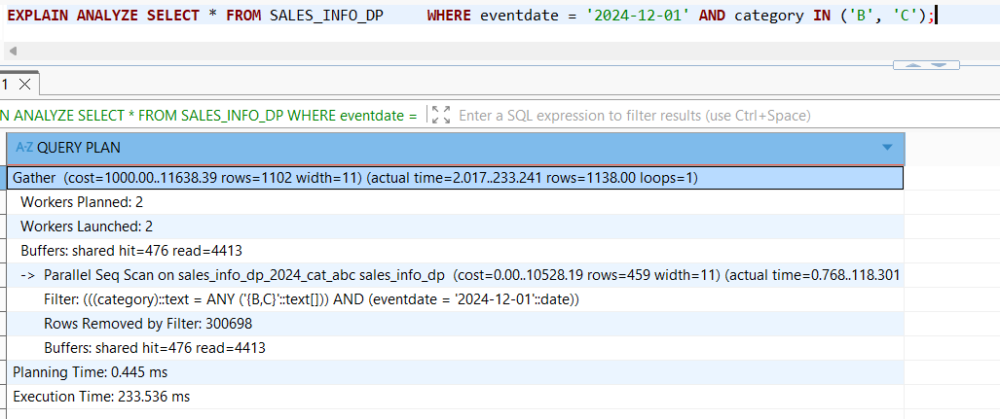 EXPLAIN ANALYZE SELECT * FROM SALES_INFO_DP WHERE eventdate = '2024-12-01' AND category IN ('B', 'C');
1
N ANALYZE SELECT * FROM SALES_INFO_DP WHERE eventdate =
Enter a SQL expression to filter results (use Ctrl+Space)
A-Z QUERY PLAN
Gather (cost=1000.00..11638.39 rows=1102 width=11) (actual time=2.017..233.241 rows=1138.00 loops=1)
Workers Planned: 2
Workers Launched: 2
Buffers: shared hit=476 read=4413
-> Parallel Seq Scan on sales_info_dp_2024_cat_abc sales_info_dp (cost=0.00..10528.19 rows=459 width=11) (actual time=0.768..118.301
Filter: (((category)::text = ANY ('{B,C}'::text[])) AND (eventdate = '2024-12-01'::date))
Rows Removed by Filter: 300698
Buffers: shared hit=476 read=4413
Planning Time: 0.445 ms
Execution Time: 233.536 ms